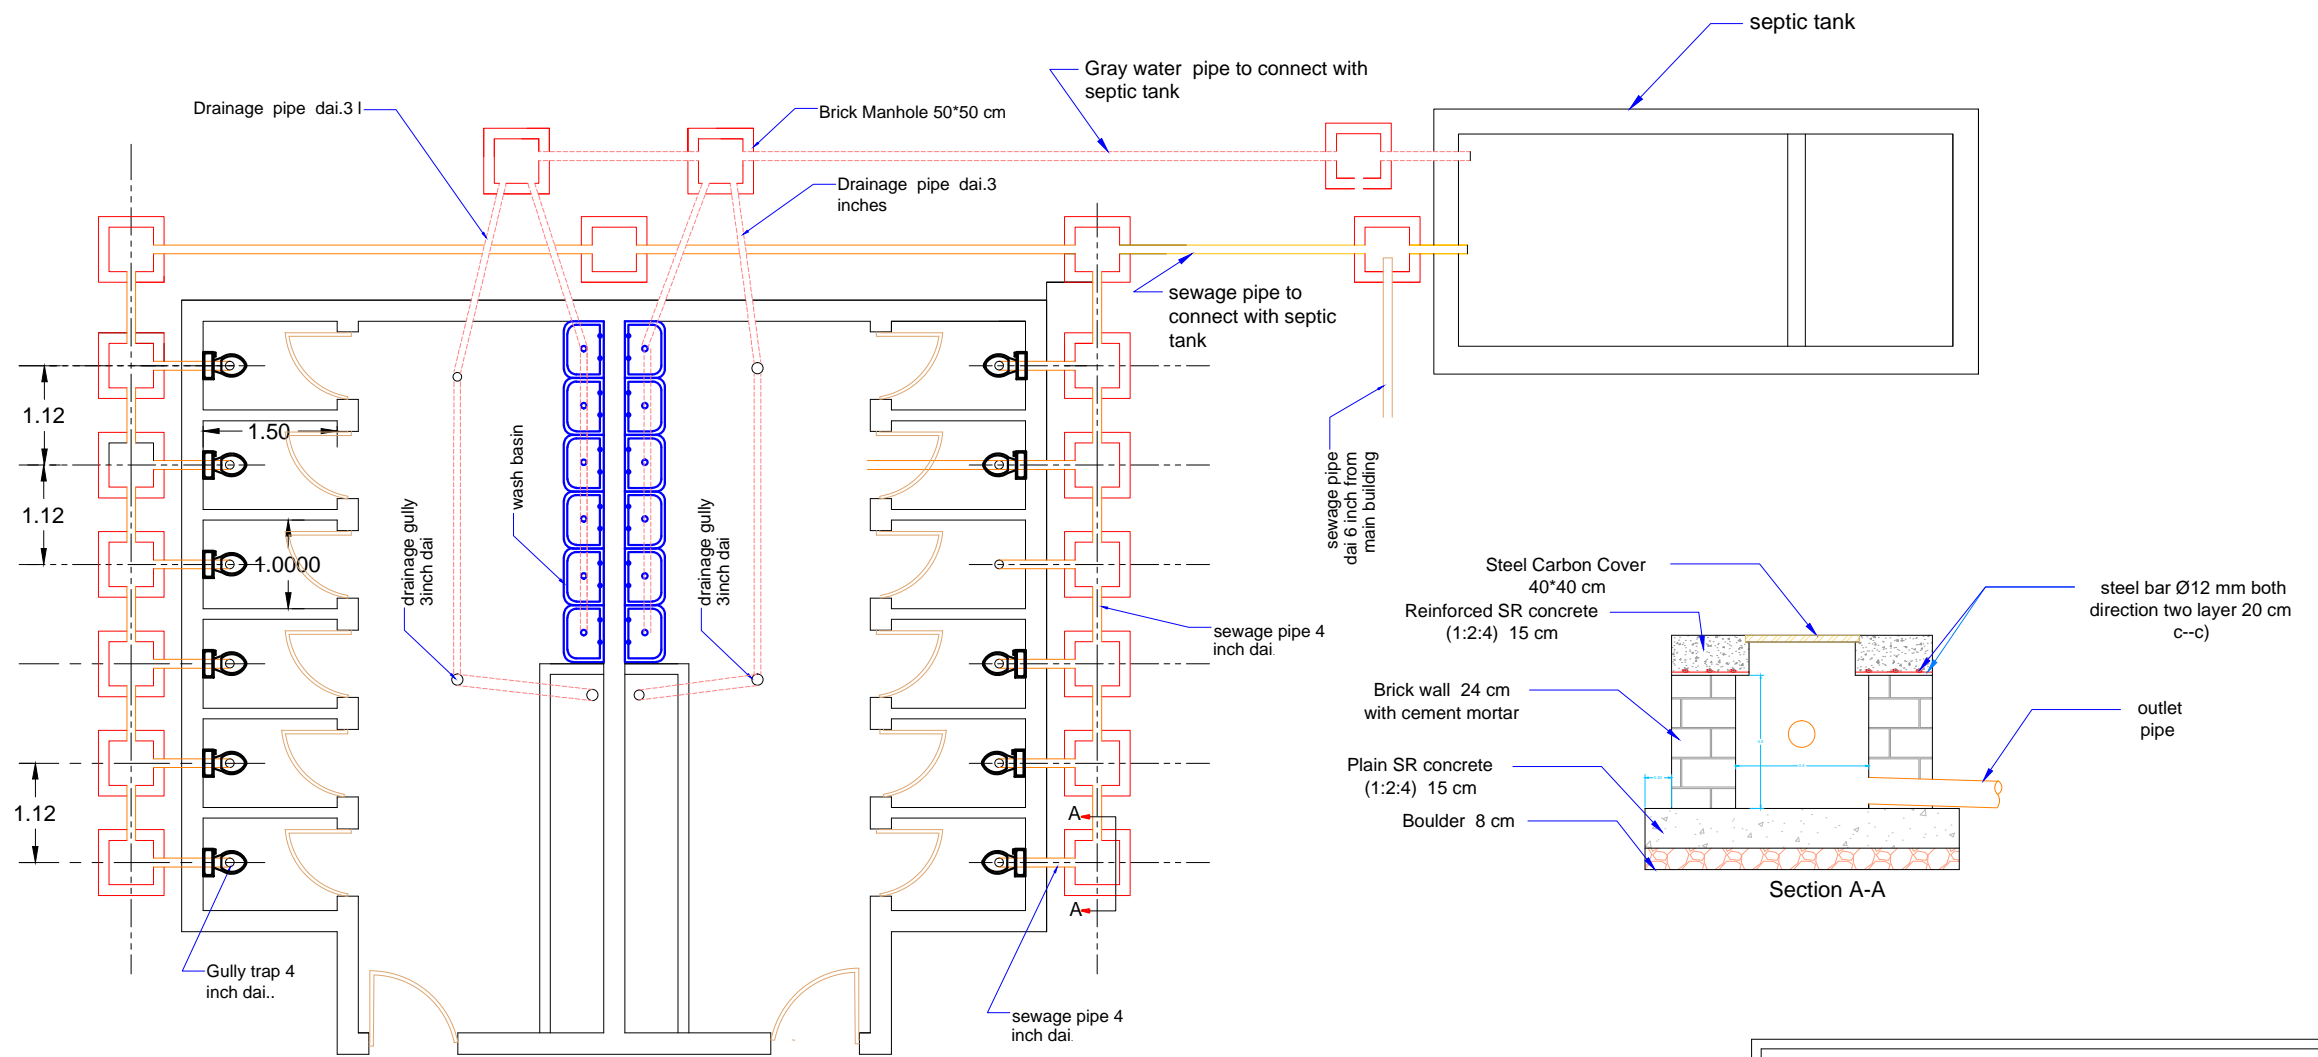 septic tank
Gray water pipe to connect with
septic tank
Drainage pipe dai.3 l
Brick Manhole 50*50 cm
Drainage pipe dai.3
inches
sewage pipe to
connect with septic
tank
1.12
1.50
1.12
1.0000
1.12
drainage gully
3inch dai
wash basin
drainage gully
3inch dai
sewage pipe
dai 6 inch from
main building
sewage pipe 4
inch dai.
Steel Carbon Cover
40*40 cm
Reinforced SR concrete
(1:2:4) 15 cm
steel bar Ø12 mm both
direction two layer 20 cm
c--c)
Brick wall 24 cm
with cement mortar
outlet
pipe
Plain SR concrete
(1:2:4) 15 cm
Boulder 8 cm
Section A-A
A
A
Gully trap 4
inch dai..
sewage pipe 4
inch dai.